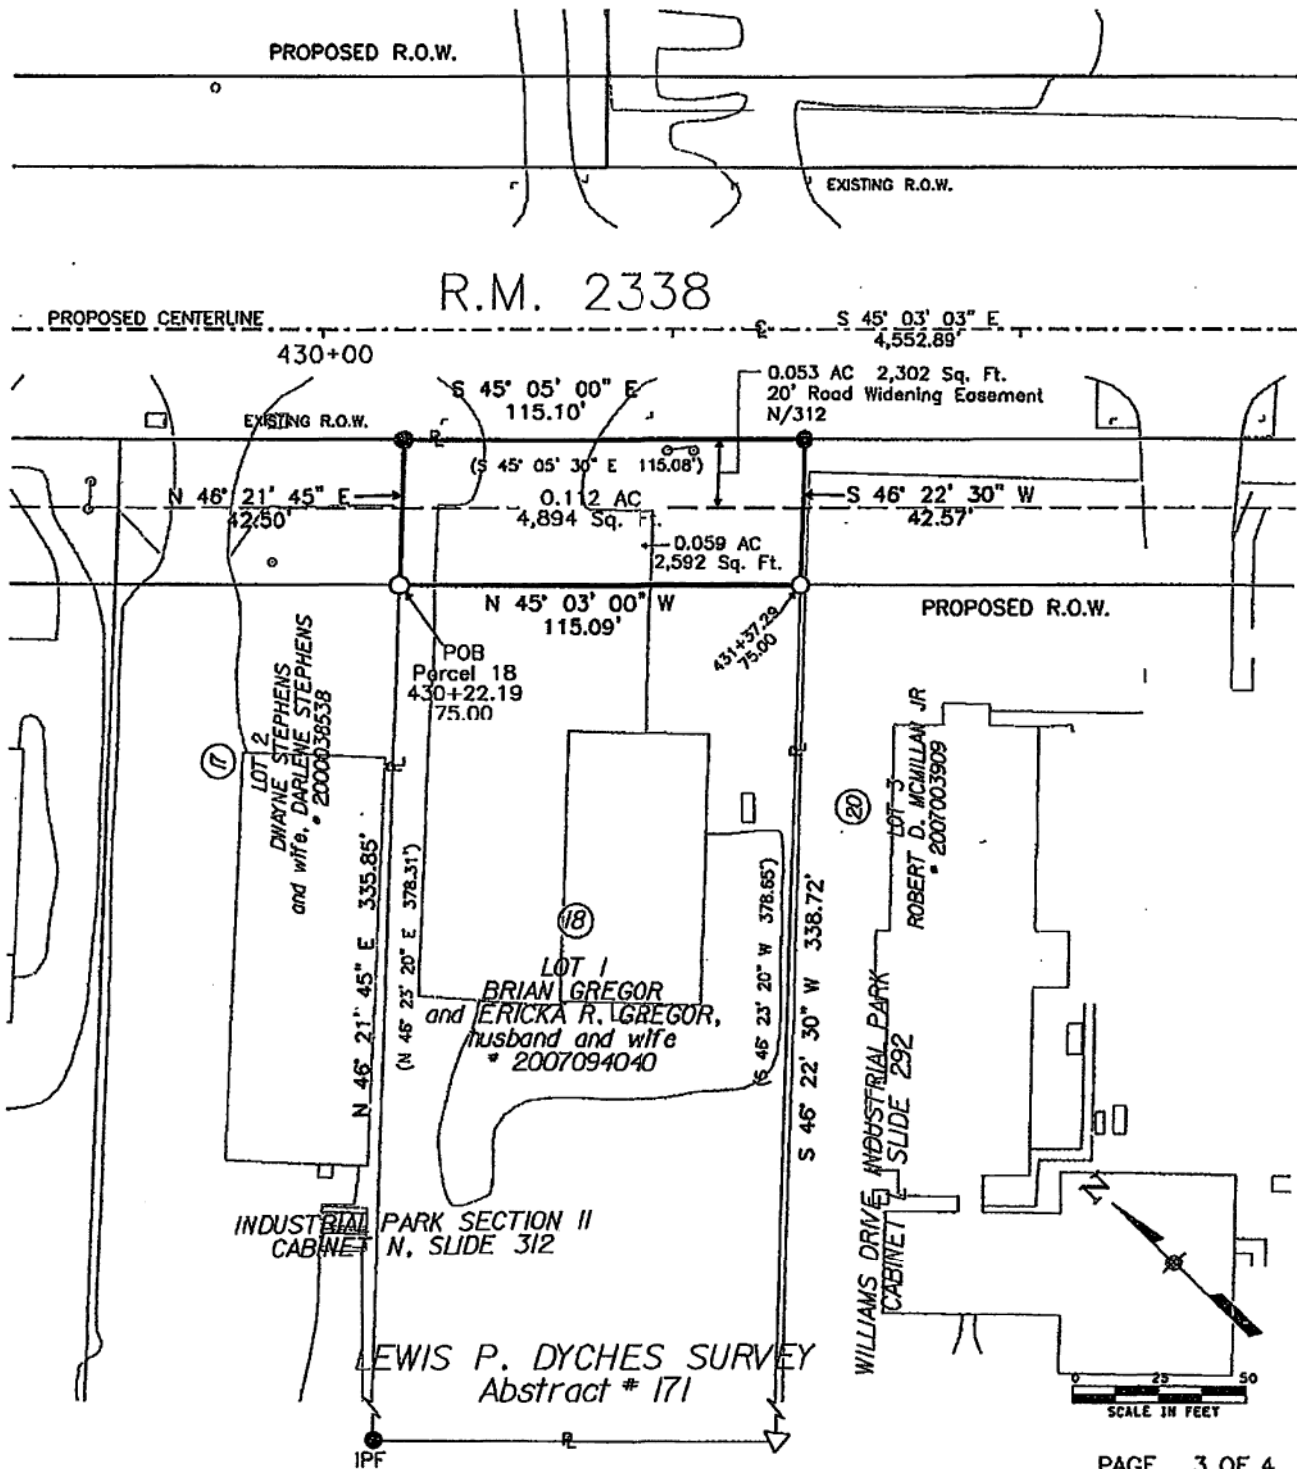 PROPOSED R.O.W.
EXISTING R.O.W.
R.M. 2338
PROPOSED CENTERLINE
S 45° 03' 03" E
4,552.89'
430+00
S 45° 05' 00" E
115.10'
0.053 AC 2,302 Sq. Ft.
20' Road Widening Easement
N/312
EXISTING R.O.W.
(S 45° 05' 30" E 115.08')
N 46° 21' 45" E
42.50'
0.112 AC
4,894 Sq. Ft.
S 46° 22' 30" W
42.57'
0.059 AC
2,592 Sq. Ft.
N 45° 03' 00" W
115.09'
PROPOSED R.O.W.
431+37.29
75.00
POB
Parcel 18
430+22.19
75.00
17
LOT 2
DWAYNE STEPHENS
and wife, DARLENE STEPHENS
* 2000038538
20
LOT 3
ROBERT D. MCMILLAN JR
* 2007003909
N 46° 21' 45" E 335.85'
(N 46° 23' 20" E 378.31')
18
LOT 1
BRIAN GREGOR
and ERICKA R. GREGOR,
husband and wife
* 2007094040
(S 46° 23' 20" W 378.65')
S 46° 22' 30" W 338.72'
WILLIAMS DRIVE INDUSTRIAL PARK
CABINET L SLIDE 292
INDUSTRIAL PARK SECTION II
CABINET N, SLIDE 312
N
LEWIS P. DYCHES SURVEY
Abstract # 171
0 25 50
SCALE IN FEET
IPF
PAGE 3 OF 4